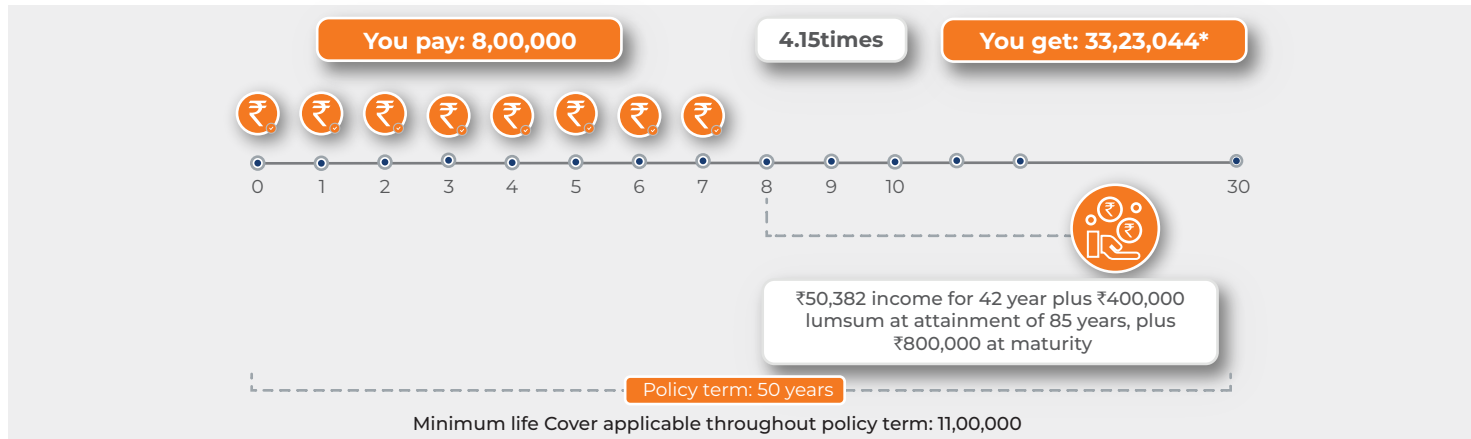 You pay: 8,00,000
4.15times
You get: 33,23,044*
₹ ₹ ₹ ₹ ₹ ₹ ₹ ₹
0 1 2 3 4 5 6 7 8 9 10 30
₹ ₹
₹50,382 income for 42 year plus ₹400,000
lumsum at attainment of 85 years, plus
₹800,000 at maturity
Policy term: 50 years
Minimum life Cover applicable throughout policy term: 11,00,000